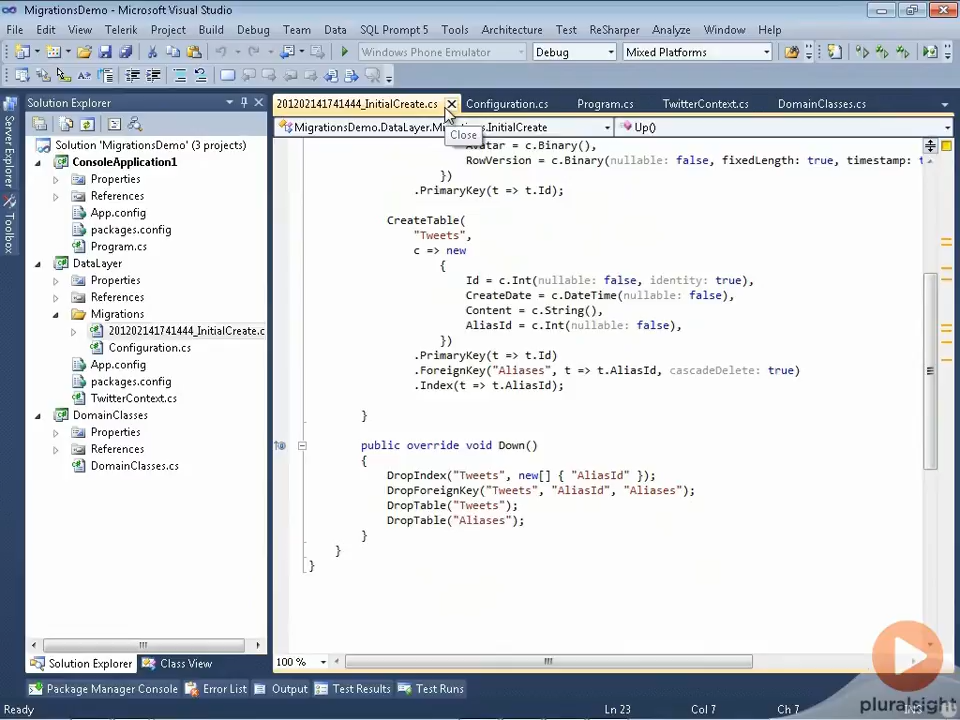 MigrationsDemo - Microsoft Visual Studio
File Edit View Telerik Project Build Debug Team Data SQL Prompt 5 Tools Architecture Test ReSharper Analyze Window Help
Windows Phone Emulator Debug Mixed Platforms
Solution Explorer
201202141741444_InitialCreate.cs Configuration.cs Program.cs TwitterContext.cs DomainClasses.cs
MigrationsDemo.DataLayer.Migrations.InitialCreate Up()
Close
Server Explorer
Toolbox
Solution 'MigrationsDemo' (3 projects)
ConsoleApplication1
Properties
References
App.config
packages.config
Program.cs
DataLayer
Properties
References
Migrations
201202141741444_InitialCreate.c
Configuration.cs
App.config
packages.config
TwitterContext.cs
DomainClasses
Properties
References
DomainClasses.cs
Avatar = c.Binary(),
RowVersion = c.Binary(nullable: false, fixedLength: true, timestamp: t
})
.PrimaryKey(t => t.Id);
CreateTable(
"Tweets",
c => new
{
Id = c.Int(nullable: false, identity: true),
CreateDate = c.DateTime(nullable: false),
Content = c.String(),
AliasId = c.Int(nullable: false),
})
.PrimaryKey(t => t.Id)
.ForeignKey("Aliases", t => t.AliasId, cascadeDelete: true)
.Index(t => t.AliasId);
}
public override void Down()
{
DropIndex("Tweets", new[] { "AliasId" });
DropForeignKey("Tweets", "AliasId", "Aliases");
DropTable("Tweets");
DropTable("Aliases");
}
}
}
100 %
Solution Explorer Class View
Package Manager Console Error List Output Test Results Test Runs
pluralsight
Ready Ln 23 Col 7 Ch 7 INS